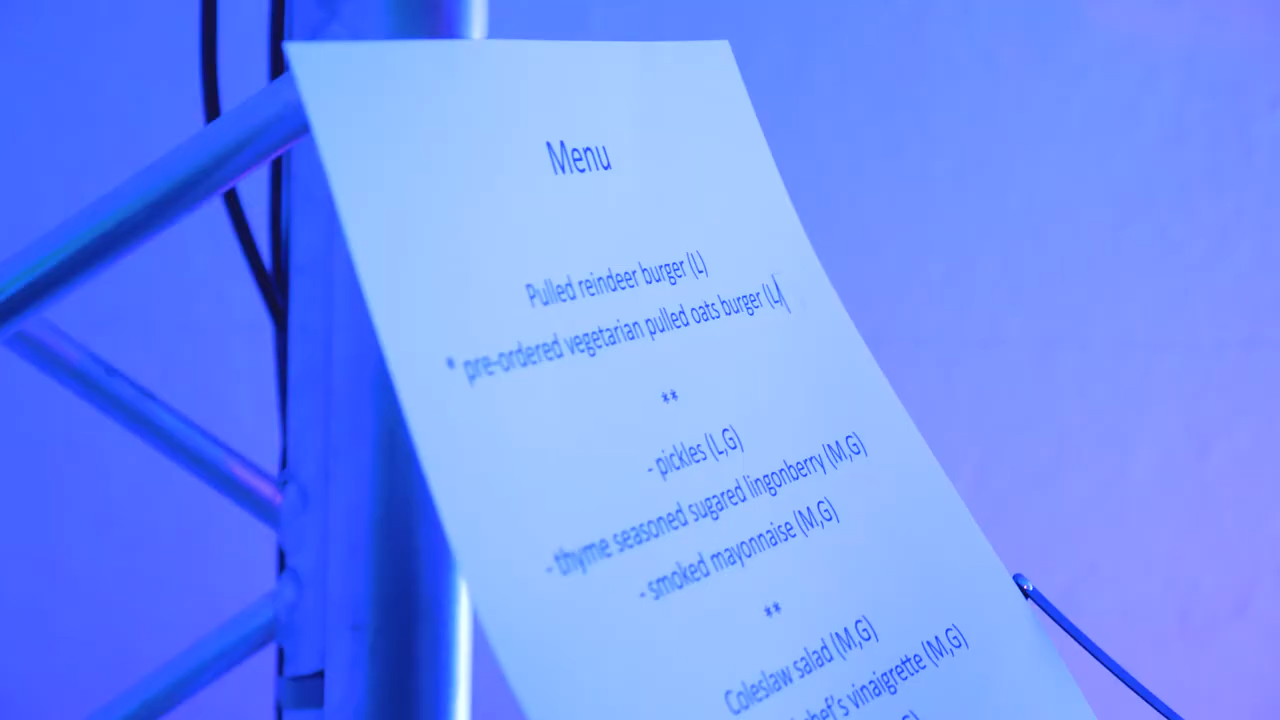 Menu
Pulled reindeer burger (L)
* pre-ordered vegetarian pulled oats burger (L)
**
- pickles (L,G)
- thyme seasoned sugared lingonberry (M,G)
- smoked mayonnaise (M,G)
**
Coleslaw salad (M,G)
chef's vinaigrette (M,G)